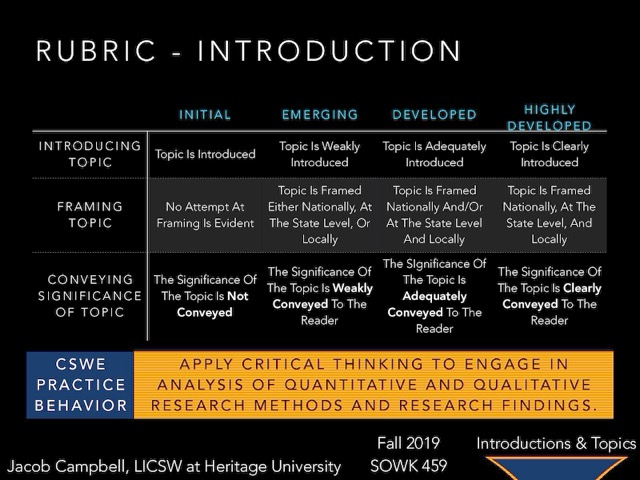 RUBRIC - INTRODUCTION
INITIAL
EMERGING
DEVELOPED
HIGHLY
DEVELOPED
INTRODUCING
TOPIC
Topic Is Introduced
Topic Is Weakly
Introduced
Topic Is Adequately
Introduced
Topic Is Clearly
Introduced
FRAMING
TOPIC
No Attempt At
Framing Is Evident
Topic Is Framed
Either Nationally, At
The State Level, Or
Locally
Topic Is Framed
Nationally And/Or
At The State Level
And Locally
Topic Is Framed
Nationally, At The
State Level, And
Locally
CONVEYING
SIGNIFICANCE
OF TOPIC
The Significance Of
The Topic Is Not
Conveyed
The Significance Of
The Topic Is Weakly
Conveyed To The
Reader
The SIgnificance Of
The Topic Is
Adequately
Conveyed To The
Reader
The Significance Of
The Topic Is Clearly
Conveyed To The
Reader
CSWE
PRACTICE
BEHAVIOR
APPLY CRITICAL THINKING TO ENGAGE IN
ANALYSIS OF QUANTITATIVE AND QUALITATIVE
RESEARCH METHODS AND RESEARCH FINDINGS.
Jacob Campbell, LICSW at Heritage University
Fall 2019
SOWK 459
Introductions & Topics